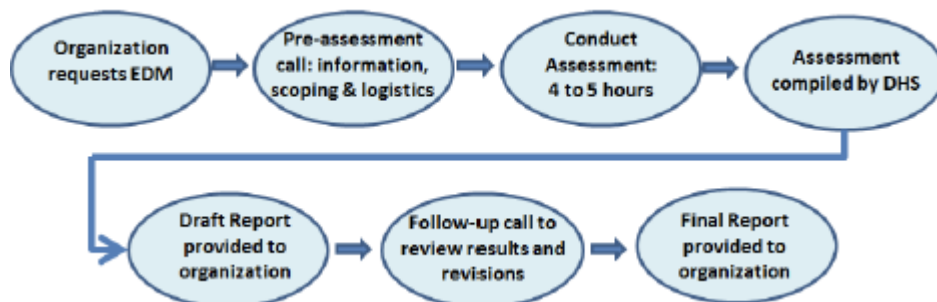 Organization
requests EDM
Pre-assessment
call: information,
scoping & logistics
Conduct
Assessment:
4 to 5 hours
Assessment
compiled by DHS
Draft Report
provided to
organization
Follow-up call to
review results and
revisions
Final Report
provided to
organization